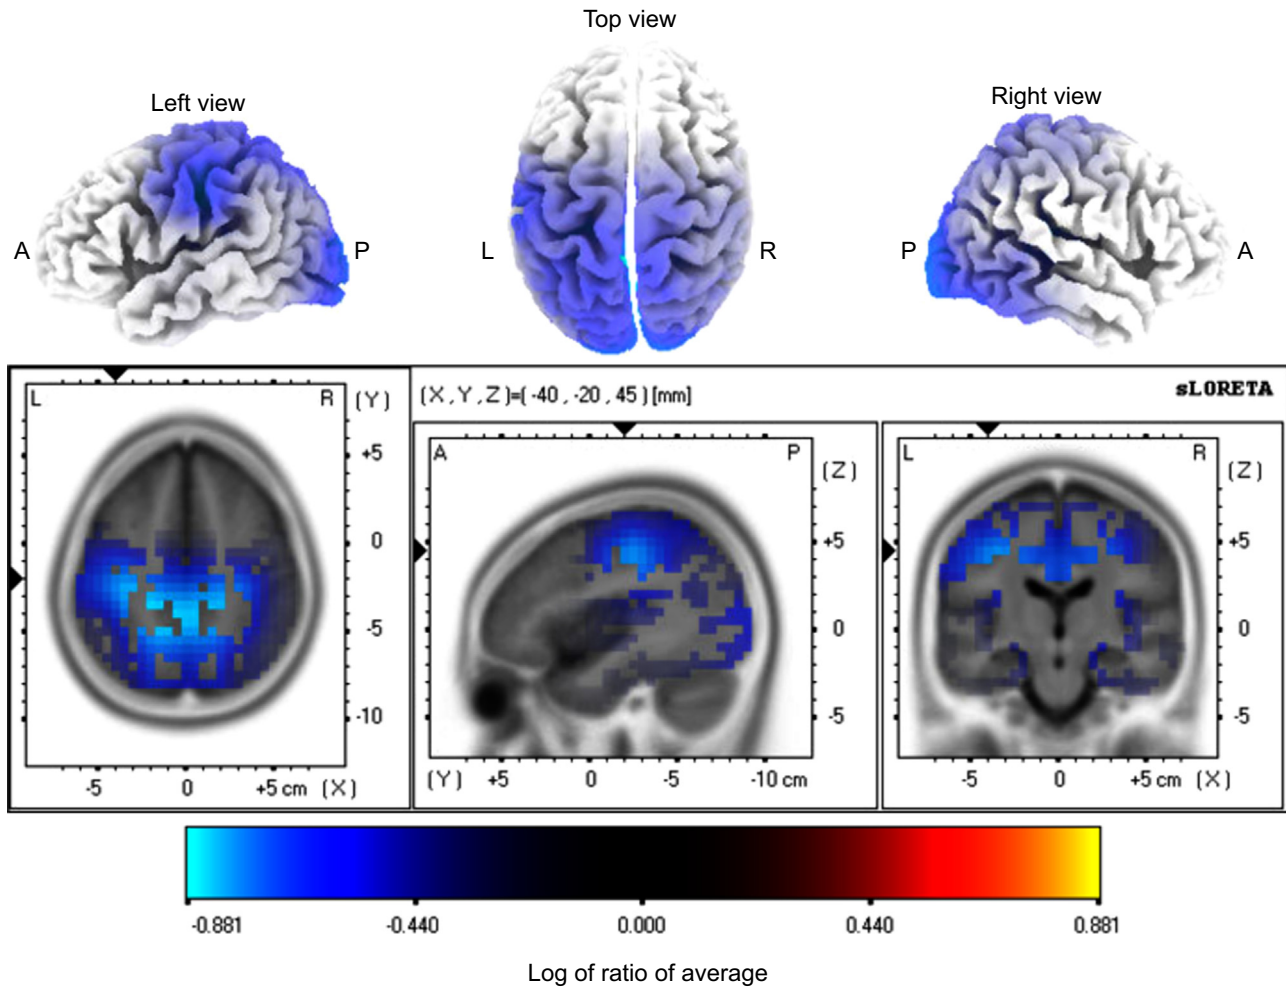 Top view
Left view
Right view
A
P
L
R
P
A
(X,Y,Z)=(-40,-20,45)[mm]
sLORETA
L
R
(Y)
+5
0
-5
-10
-5
0
+5 cm
(X)
A
P
(Z)
+5
0
-5
(Y)
+5
0
-5
-10 cm
L
R
(Z)
+5
0
-5
-5
0
+5 cm
(X)
-0.881
-0.440
0.000
0.440
0.881
Log of ratio of average